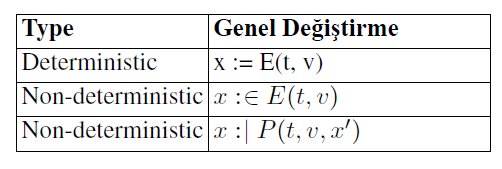 Type Genel Değiştirme
Deterministic x := E(t, v)
Non-deterministic x :∈ E(t, v)
Non-deterministic x :| P(t, v, x′)